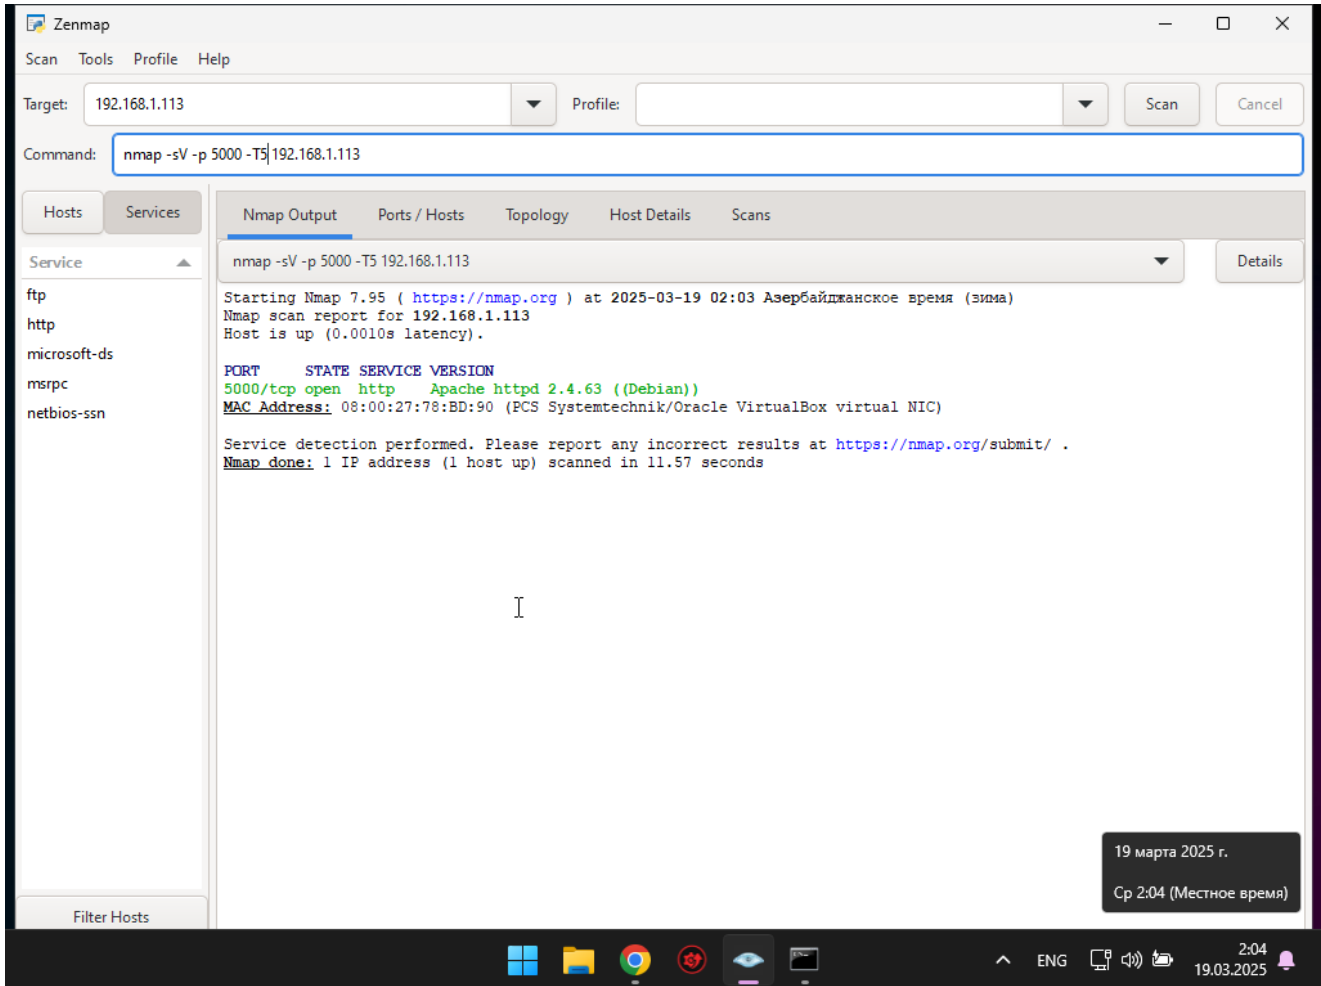 Zenmap
Scan Tools Profile Help
Target: 192.168.1.113 Profile: Scan Cancel
Command: nmap -sV -p 5000 -T5 192.168.1.113
Hosts Services Nmap Output Ports / Hosts Topology Host Details Scans
Service nmap -sV -p 5000 -T5 192.168.1.113 Details
ftp
http
microsoft-ds
msrpc
netbios-ssn
Starting Nmap 7.95 ( https://nmap.org ) at 2025-03-19 02:03 Азербайджанское время (зима)
Nmap scan report for 192.168.1.113
Host is up (0.0010s latency).
PORT STATE SERVICE VERSION
5000/tcp open http Apache httpd 2.4.63 ((Debian))
MAC Address: 08:00:27:78:BD:90 (PCS Systemtechnik/Oracle VirtualBox virtual NIC)
Service detection performed. Please report any incorrect results at https://nmap.org/submit/ .
Nmap done: 1 IP address (1 host up) scanned in 11.57 seconds
Filter Hosts
19 марта 2025 г.
Ср 2:04 (Местное время)
ENG
2:04
19.03.2025